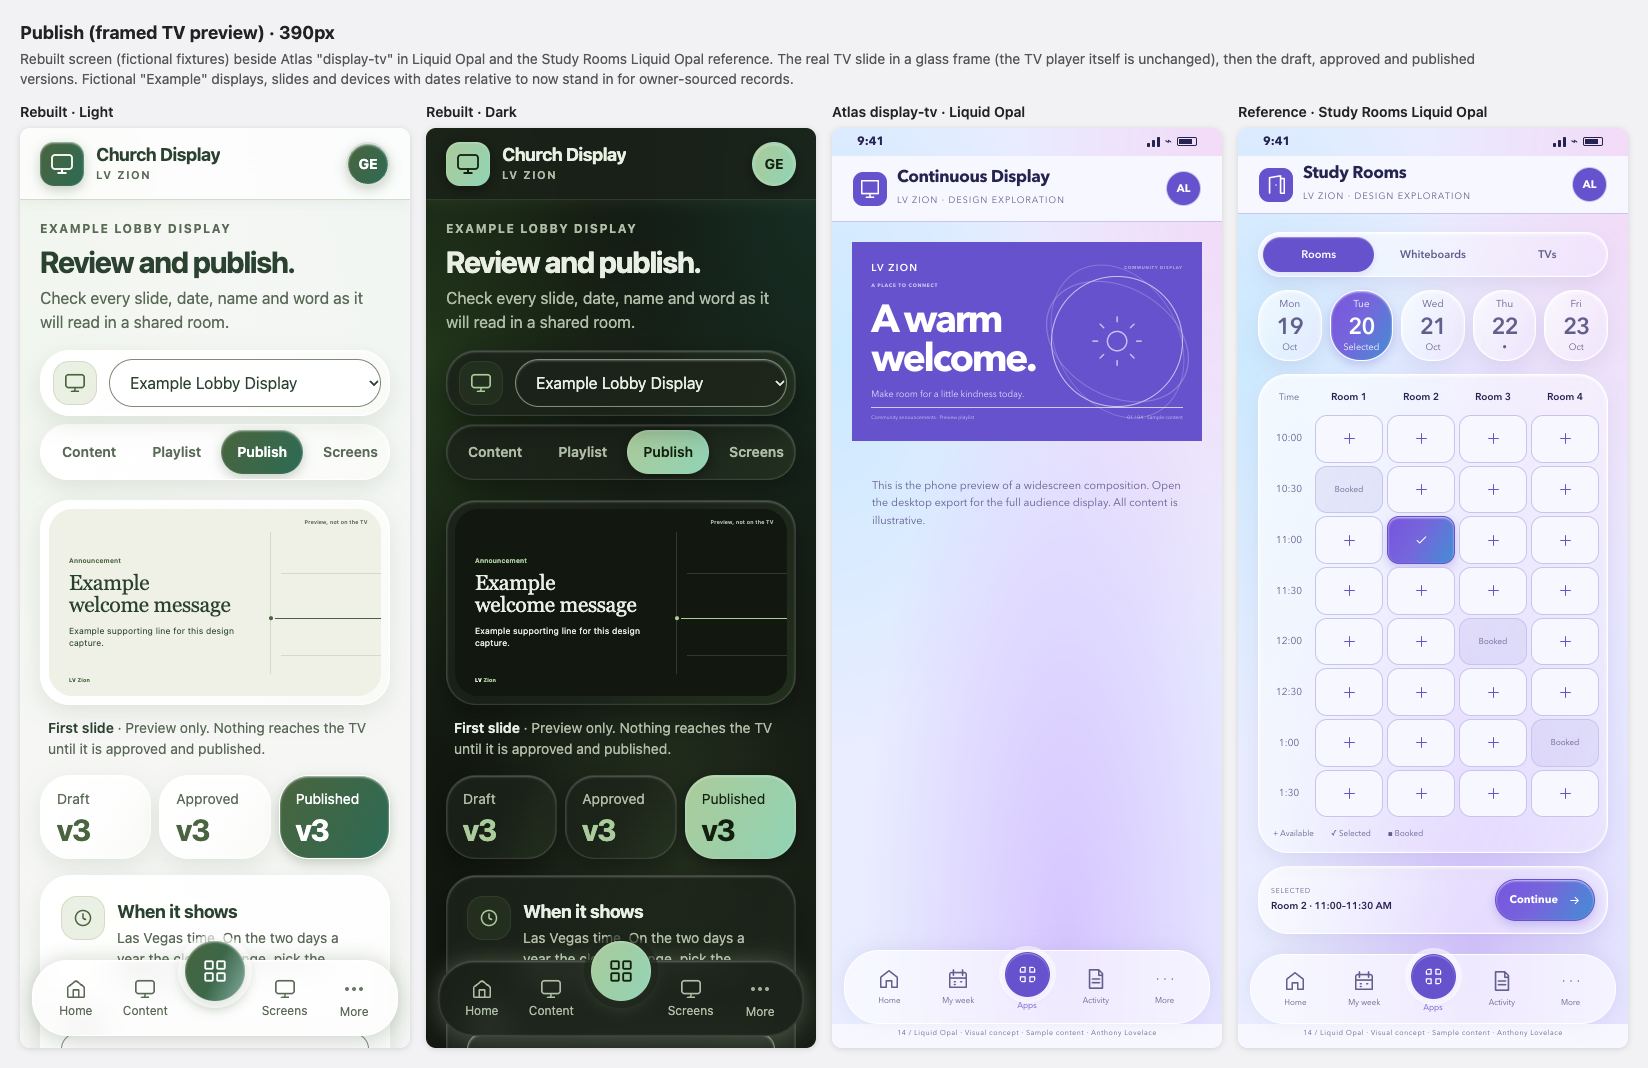 Publish (framed TV preview) · 390px
Rebuilt screen (fictional fixtures) beside Atlas "display-tv" in Liquid Opal and the Study Rooms Liquid Opal reference. The real TV slide in a glass frame (the TV player itself is unchanged), then the draft, approved and published
versions. Fictional "Example" displays, slides and devices with dates relative to now stand in for owner-sourced records.
Rebuilt · Light
Church Display
LV ZION
GE
EXAMPLE LOBBY DISPLAY
Review and publish.
Check every slide, date, name and word as it
will read in a shared room.
Example Lobby Display
Content Playlist Publish Screens
Preview, not on the TV
Announcement
Example
welcome message
Example supporting line for this design
capture.
LV Zion
First slide · Preview only. Nothing reaches the TV
until it is approved and published.
Draft Approved Published
v3 v3 v3
When it shows
Las Vegas time. On the two days a
Home Content Screens More
Rebuilt · Dark
Church Display
LV ZION
GE
EXAMPLE LOBBY DISPLAY
Review and publish.
Check every slide, date, name and word as it
will read in a shared room.
Example Lobby Display
Content Playlist Publish Screens
Preview, not on the TV
Announcement
Example
welcome message
Example supporting line for this design
capture.
LV Zion
First slide · Preview only. Nothing reaches the TV
until it is approved and published.
Draft Approved Published
v3 v3 v3
When it shows
Las Vegas time. On the two days a
Home Content Screens More
Atlas display-tv · Liquid Opal
9:41
Continuous Display
LV ZION · DESIGN EXPLORATION
AL
LV ZION
COMMUNITY DISPLAY
A PLACE TO CONNECT
A warm
welcome.
Make room for a little kindness today.
Community announcements. Preview playlist
01 / 04 · Sample content
This is the phone preview of a widescreen composition. Open
the desktop export for the full audience display. All content is
illustrative.
Home My week Apps Activity More
14 / Liquid Opal · Visual concept · Sample content · Anthony Lovelace
Reference · Study Rooms Liquid Opal
9:41
Study Rooms
LV ZION · DESIGN EXPLORATION
AL
Rooms Whiteboards TVs
Mon Tue Wed Thu Fri
19 20 21 22 23
Oct Selected Oct • Oct
Time Room 1 Room 2 Room 3 Room 4
10:00 + + + +
10:30 Booked + + +
11:00 + ✓ + +
11:30 + + + +
12:00 + + Booked +
12:30 + + + +
1:00 + + + Booked
1:30 + + + +
+ Available ✓ Selected ■ Booked
SELECTED
Room 2 · 11:00–11:30 AM
Continue →
Home My week Apps Activity More
14 / Liquid Opal · Visual concept · Sample content · Anthony Lovelace